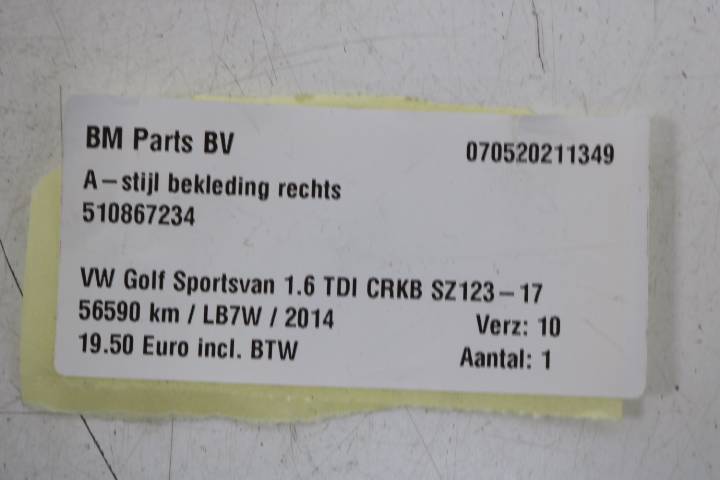 BM Parts BV 070520211349
A-stijl bekleding rechts
510867234
VW Golf Sportsvan 1.6 TDI CRKB SZ123-17
56590 km / LB7W / 2014 Verz: 10
19.50 Euro incl. BTW Aantal: 1